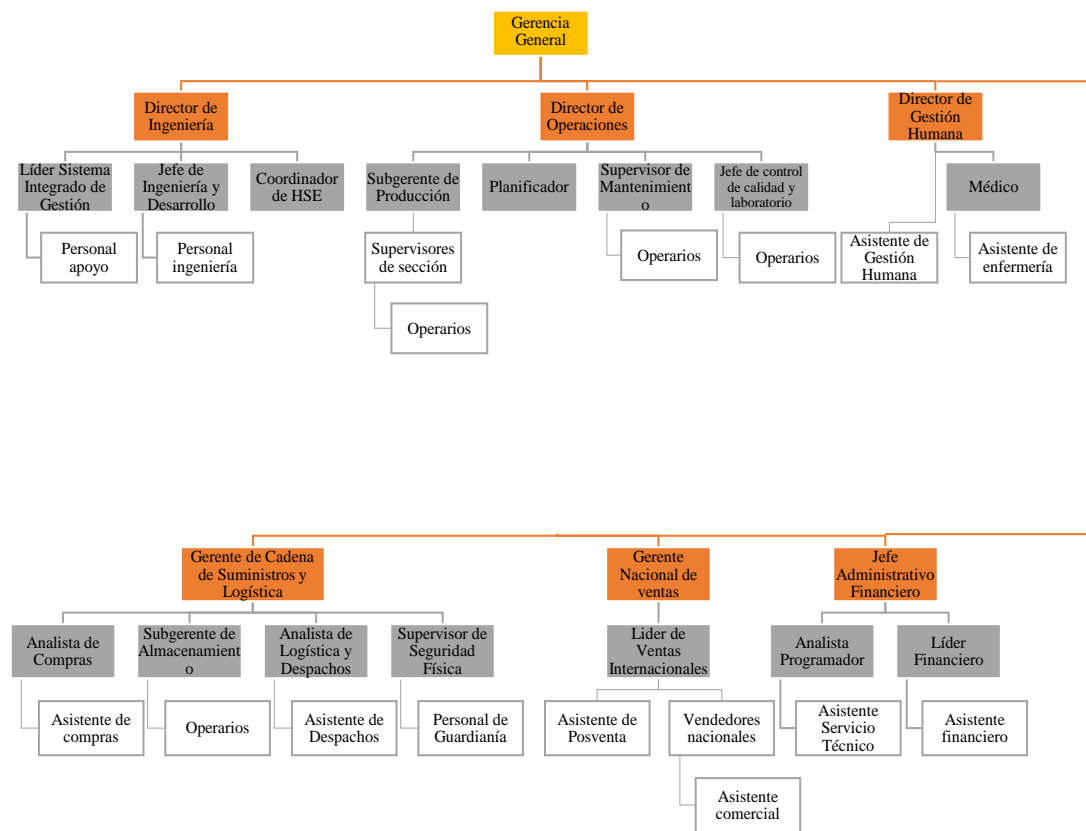 Gerencia
General
Director de
Ingeniería
Director de
Operaciones
Director de
Gestión
Humana
Líder Sistema
Integrado de
Gestión
Jefe de
Ingeniería y
Desarrollo
Coordinador
de HSE
Subgerente de
Producción
Planificador
Supervisor de
Mantenimient
o
Jefe de control
de calidad y
laboratorio
Médico
Personal
apoyo
Personal
ingeniería
Supervisores
de sección
Operarios
Operarios
Asistente de
Gestión
Humana
Asistente de
enfermería
Operarios
Gerente de Cadena
de Suministros y
Logística
Gerente
Nacional de
ventas
Jefe
Administrativo
Financiero
Analista de
Compras
Subgerente de
Almacenamient
o
Analista de
Logística y
Despachos
Supervisor de
Seguridad
Física
Lider de
Ventas
Internacionales
Analista
Programador
Líder
Financiero
Asistente de
compras
Operarios
Asistente de
Despachos
Personal de
Guardianía
Asistente de
Posventa
Vendedores
nacionales
Asistente
Servicio
Técnico
Asistente
financiero
Asistente
comercial